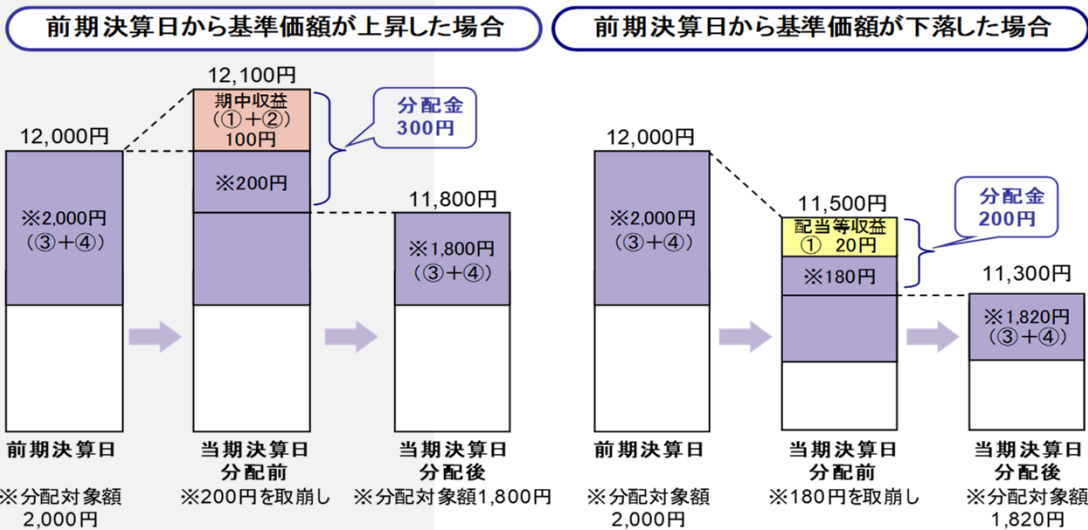 前期決算日から基準価額が上昇した場合
12,100円
期中収益
(①+②)
100円
分配金
300円
12,000円
※200円
※2,000円
(③+④)
11,800円
※1,800円
(③+④)
前期決算日
当期決算日
分配前
当期決算日
分配後
※分配対象額
2,000円
※200円を取崩し
※分配対象額1,800円
前期決算日から基準価額が下落した場合
12,000円
※2,000円
(③+④)
11,500円
配当等収益
① 20円
※180円
分配金
200円
11,300円
※1,820円
(③+④)
前期決算日
当期決算日
分配前
当期決算日
分配後
※分配対象額
2,000円
※180円を取崩し
※分配対象額
1,820円